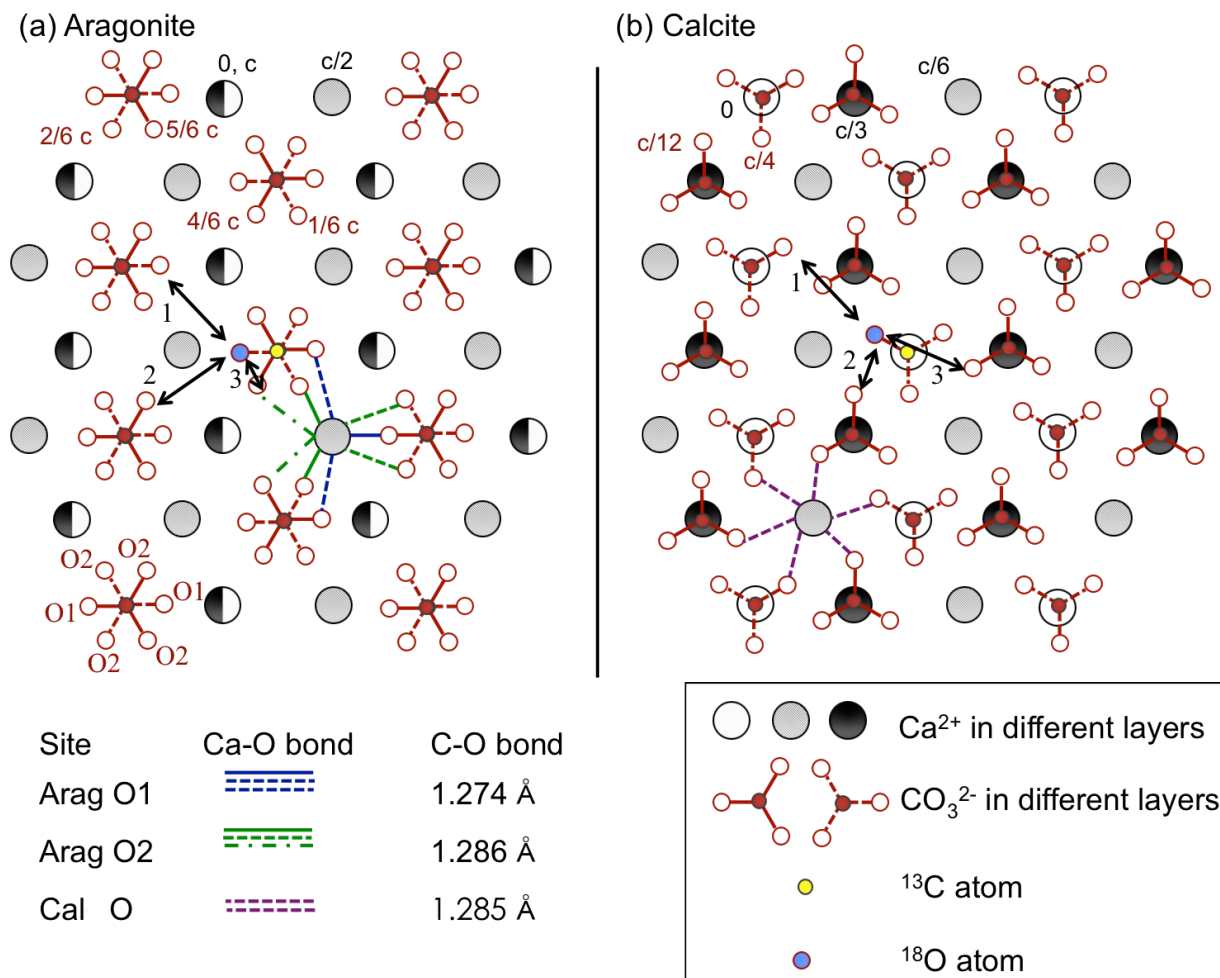 (a) Aragonite
(b) Calcite
0, c
c/2
c/6
0
c/3
2/6 c
5/6 c
c/12
c/4
4/6 c
1/6 c
1
1
2
3
2
3
O2
O2
O1
O1
O2
O2
Site Ca-O bond C-O bond
Arag O1 1.274 Å
Arag O2 1.286 Å
Cal O 1.285 Å
Ca2+ in different layers
CO32- in different layers
13C atom
18O atom